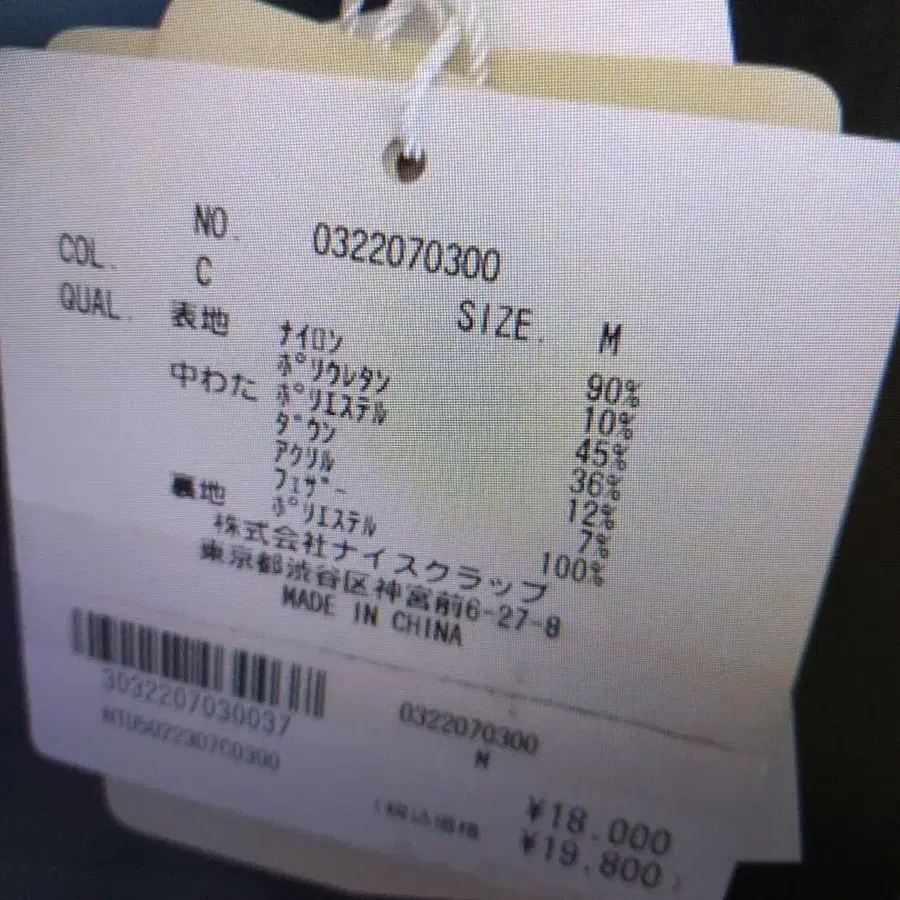 NO. 0322070300
COL. C SIZE. M
QUAL. 表地 ﾅｲﾛﾝ 90%
ﾎﾟﾘｳﾚﾀﾝ 10%
中わた ﾎﾟﾘｴｽﾃﾙ 45%
ﾀﾞｳﾝ 36%
ｱｸﾘﾙ 12%
ﾌｪｻﾞｰ 7%
裏地 ﾎﾟﾘｴｽﾃﾙ 100%
株式会社ナイスクラップ
東京都渋谷区神宮前6-27-8
MADE IN CHINA
3032207030037
0322070300
M
¥18.000
(税込価格 ¥19.800)